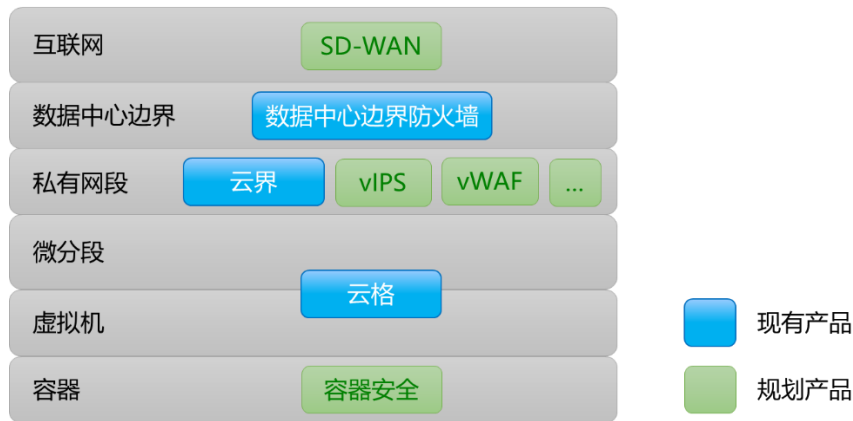 互联网 SD-WAN
数据中心边界 数据中心边界防火墙
私有网段 云界 vIPS vWAF ...
微分段
云格
虚拟机 现有产品
容器 容器安全 规划产品